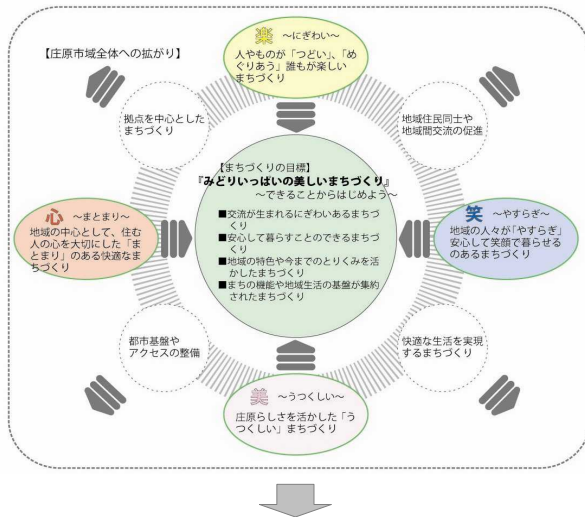 【庄原市域全体への拡がり】
楽 ～にぎわい～
人やものが「つどい」、「め
ぐりあう」誰もが楽しい
まちづくり
拠点を中心とした
まちづくり
地域住民同士や
地域間交流の促進
【まちづくりの目標】
『みどりいっぱいの美しいまちづくり』
～できることからはじめよう～
■交流が生まれるにぎわいあるまちづ
くり
■安心して暮らすことのできるまちづ
くり
■地域の特色や今までのとりくみを活
かしたまちづくり
■まちの機能や地域生活の基盤が集約
されたまちづくり
心 ～まとまり～
地域の中心として、住む
人の心を大切にした「ま
とまり」のある快適なま
ちづくり
笑 ～やすらぎ～
地域の人々が「やすらぎ」
安心して笑顔で暮らせる
のあるまちづくり
都市基盤や
アクセスの整備
快適な生活を実現
するまちづくり
美 ～うつくしい～
庄原らしさを活かした「う
つくしい」まちづくり